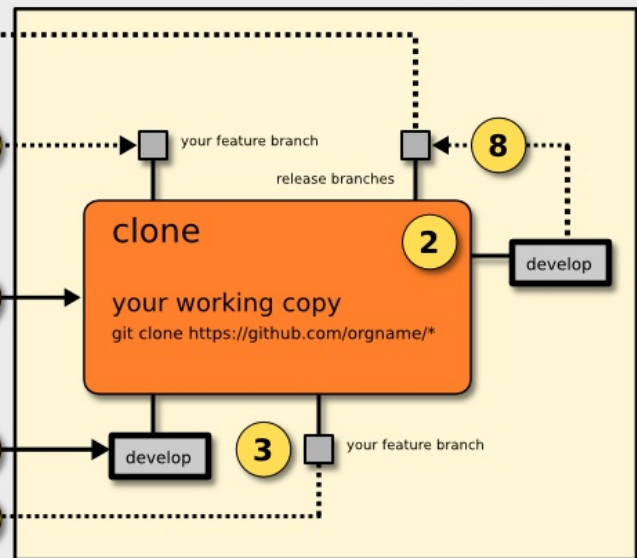 your feature branch
8
release branches
clone
2
develop
your working copy
git clone https://github.com/orgname/*
develop
3
your feature branch